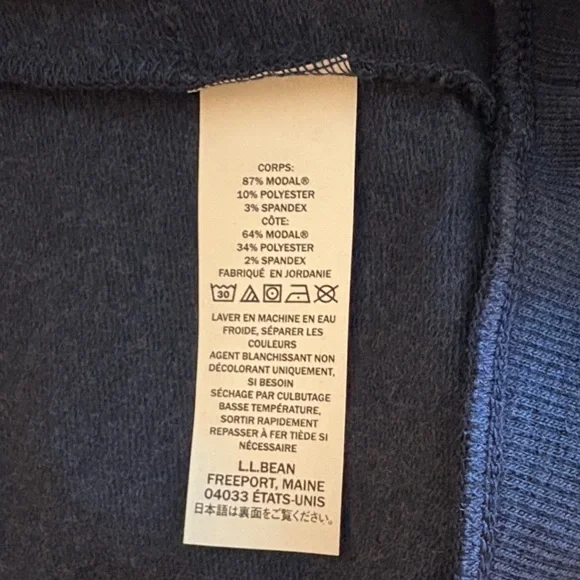 CORPS:
87% MODAL®
10% POLYESTER
3% SPANDEX
CÔTE:
64% MODAL®
34% POLYESTER
2% SPANDEX
FABRIQUÉ EN JORDANIE
30
LAVER EN MACHINE EN EAU
FROIDE, SÉPARER LES
COULEURS
AGENT BLANCHISSANT NON
DÉCOLORANT UNIQUEMENT,
SI BESOIN
SÉCHAGE PAR CULBUTAGE
BASSE TEMPÉRATURE,
SORTIR RAPIDEMENT
REPASSER À FER TIÈDE SI
NÉCESSAIRE
L.L.BEAN
FREEPORT, MAINE
04033 ÉTATS-UNIS
日本語は裏面をご覧ください。